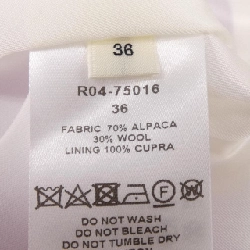 36
R04-75016
36
FABRIC 70% ALPACA
30% WOOL
LINING 100% CUPRA
DO NOT WASH
DO NOT BLEACH
DO NOT TUMBLE DRY